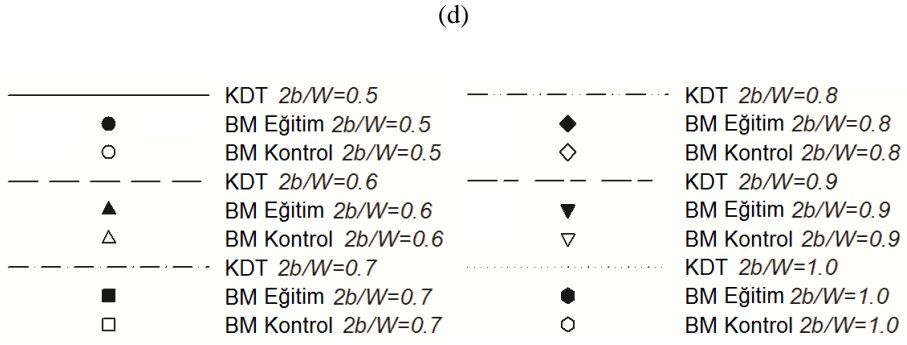 (d)
KDT 2b/W=0.5
BM Eğitim 2b/W=0.5
BM Kontrol 2b/W=0.5
KDT 2b/W=0.6
BM Eğitim 2b/W=0.6
BM Kontrol 2b/W=0.6
KDT 2b/W=0.7
BM Eğitim 2b/W=0.7
BM Kontrol 2b/W=0.7
KDT 2b/W=0.8
BM Eğitim 2b/W=0.8
BM Kontrol 2b/W=0.8
KDT 2b/W=0.9
BM Eğitim 2b/W=0.9
BM Kontrol 2b/W=0.9
KDT 2b/W=1.0
BM Eğitim 2b/W=1.0
BM Kontrol 2b/W=1.0